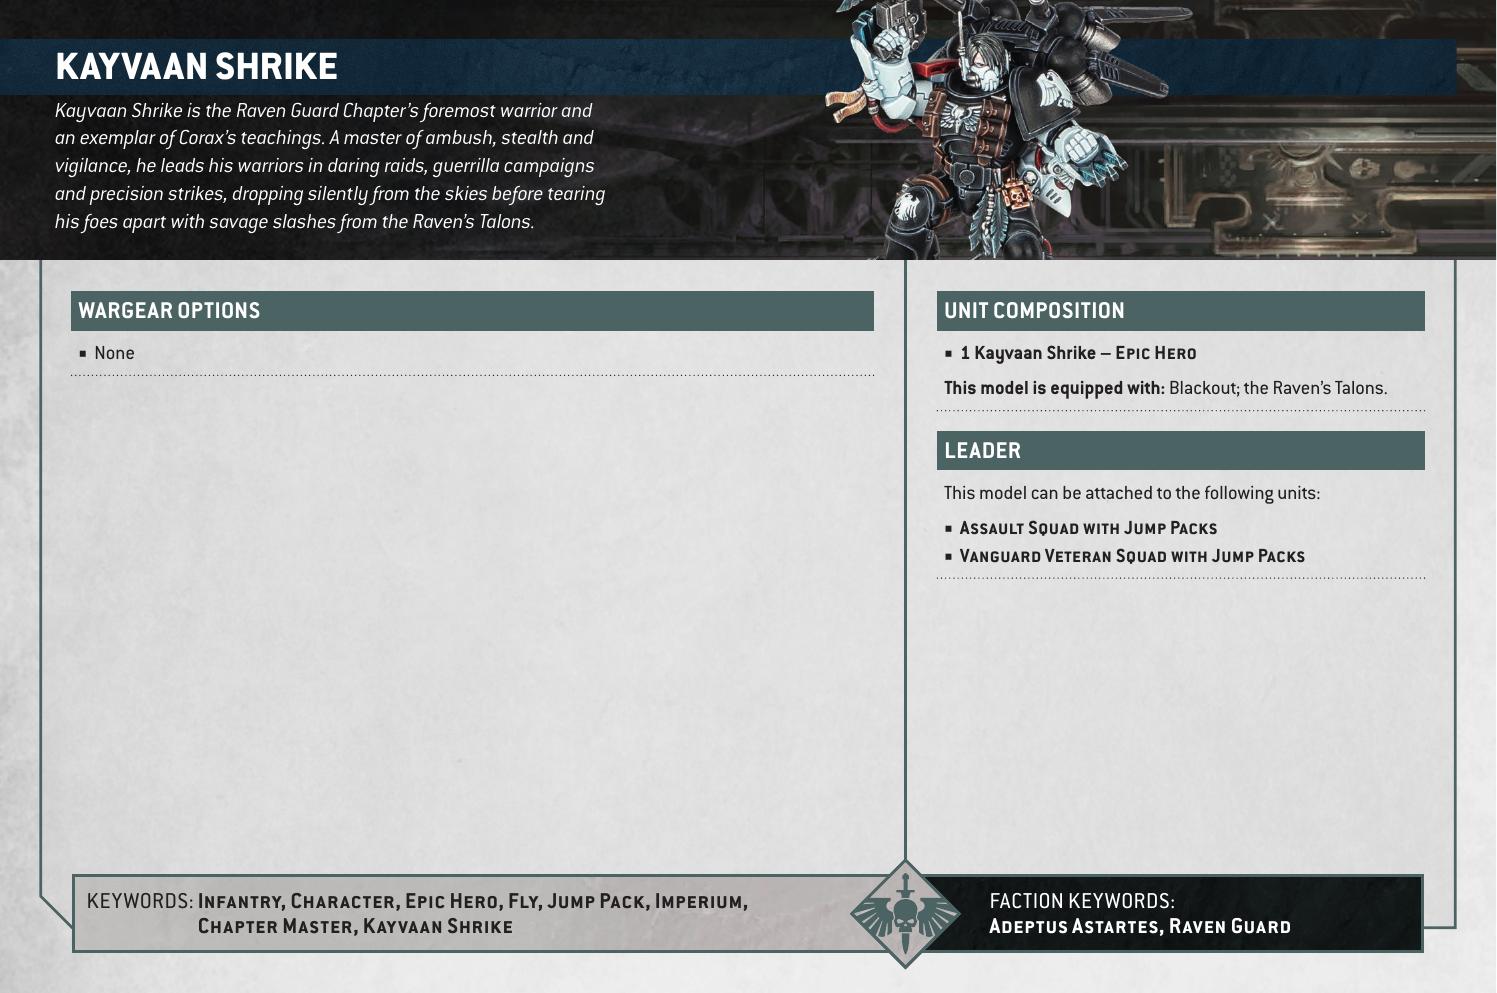 KAYVAAN SHRIKE
Kayvaan Shrike is the Raven Guard Chapter’s foremost warrior and
an exemplar of Corax’s teachings. A master of ambush, stealth and
vigilance, he leads his warriors in daring raids, guerrilla campaigns
and precision strikes, dropping silently from the skies before tearing
his foes apart with savage slashes from the Raven’s Talons.
WARGEAR OPTIONS
■ None
UNIT COMPOSITION
■ 1 Kayvaan Shrike – Epic Hero
This model is equipped with: Blackout; the Raven’s Talons.
LEADER
This model can be attached to the following units:
■ Assault Squad with Jump Packs
■ Vanguard Veteran Squad with Jump Packs
KEYWORDS: Infantry, Character, Epic Hero, Fly, Jump Pack, Imperium,
Chapter Master, Kayvaan Shrike
FACTION KEYWORDS:
Adeptus Astartes, Raven Guard